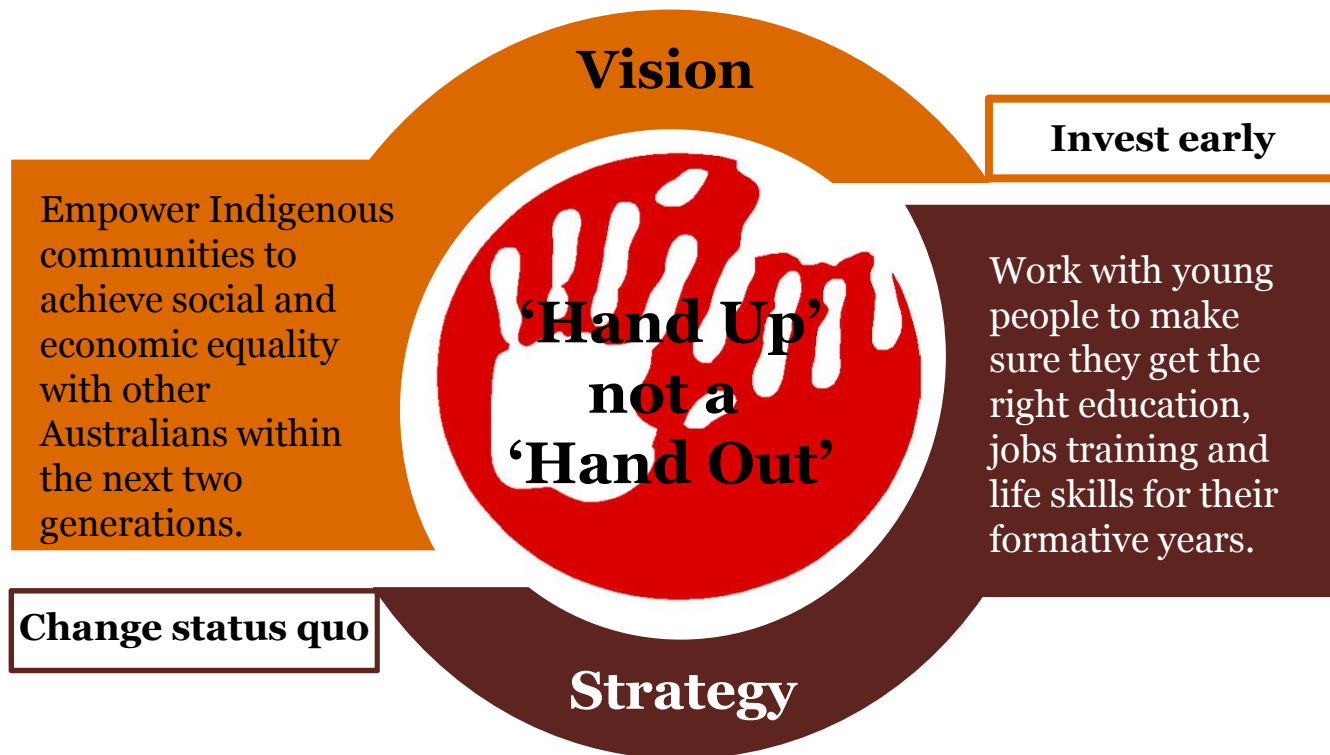 Vision
Invest early
Empower Indigenous
communities to
achieve social and
economic equality
with other
Australians within
the next two
generations.
‘Hand Up’
not a
‘Hand Out’
Work with young
people to make
sure they get the
right education,
jobs training and
life skills for their
formative years.
Change status quo
Strategy